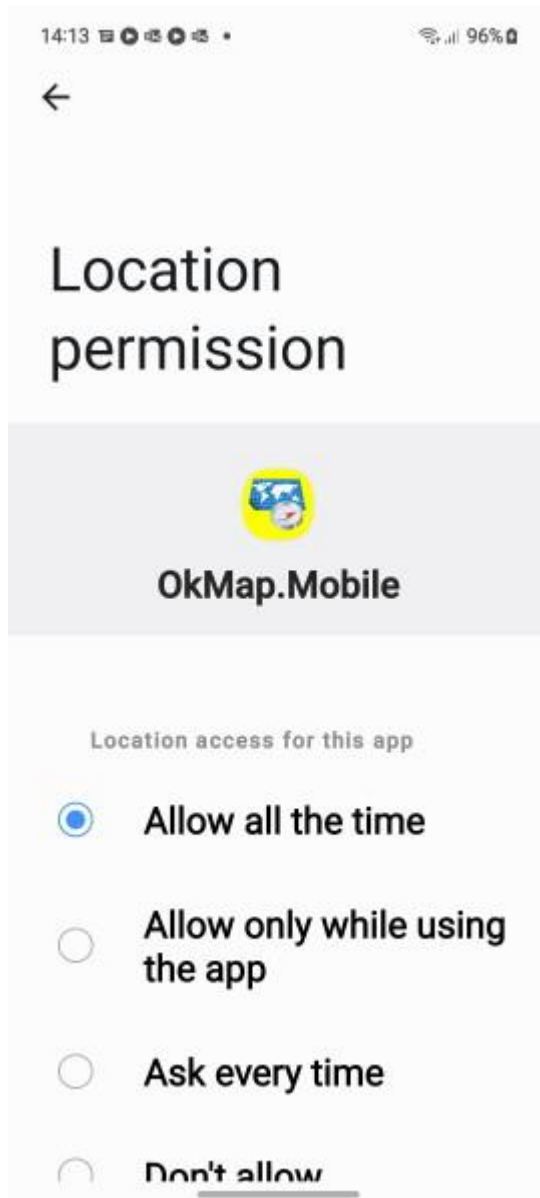 14:13 96%
Location
permission
OkMap.Mobile
Location access for this app
Allow all the time
Allow only while using
the app
Ask every time
Don't allow